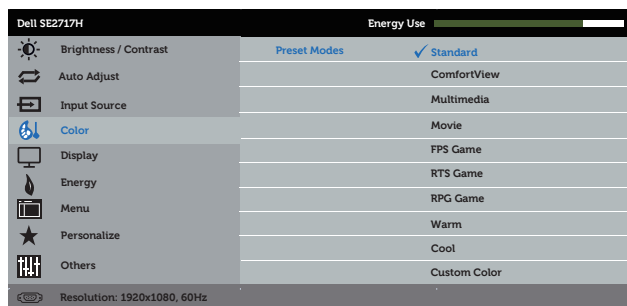 Dell SE2717H Energy Use
Brightness / Contrast Preset Modes Standard
Auto Adjust ComfortView
Input Source Multimedia
Color Movie
Display FPS Game
Energy RTS Game
Menu RPG Game
Personalize Warm
Cool
Others Custom Color
Resolution: 1920x1080, 60Hz